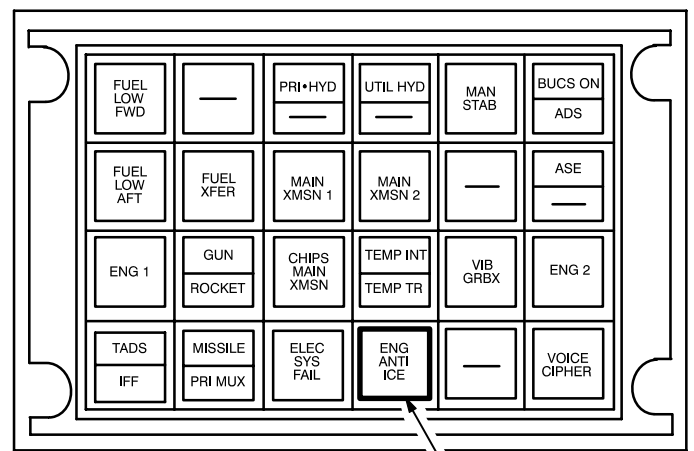 FUEL
LOW
FWD
—
PRI•HYD
—
UTIL HYD
—
MAN
STAB
BUCS ON
ADS
FUEL
LOW
AFT
FUEL
XFER
MAIN
XMSN 1
MAIN
XMSN 2
—
ASE
—
ENG 1
GUN
ROCKET
CHIPS
MAIN
XMSN
TEMP INT
TEMP TR
VIB
GRBX
ENG 2
TADS
IFF
MISSILE
PRI MUX
ELEC
SYS
FAIL
ENG
ANTI
ICE
—
VOICE
CIPHER